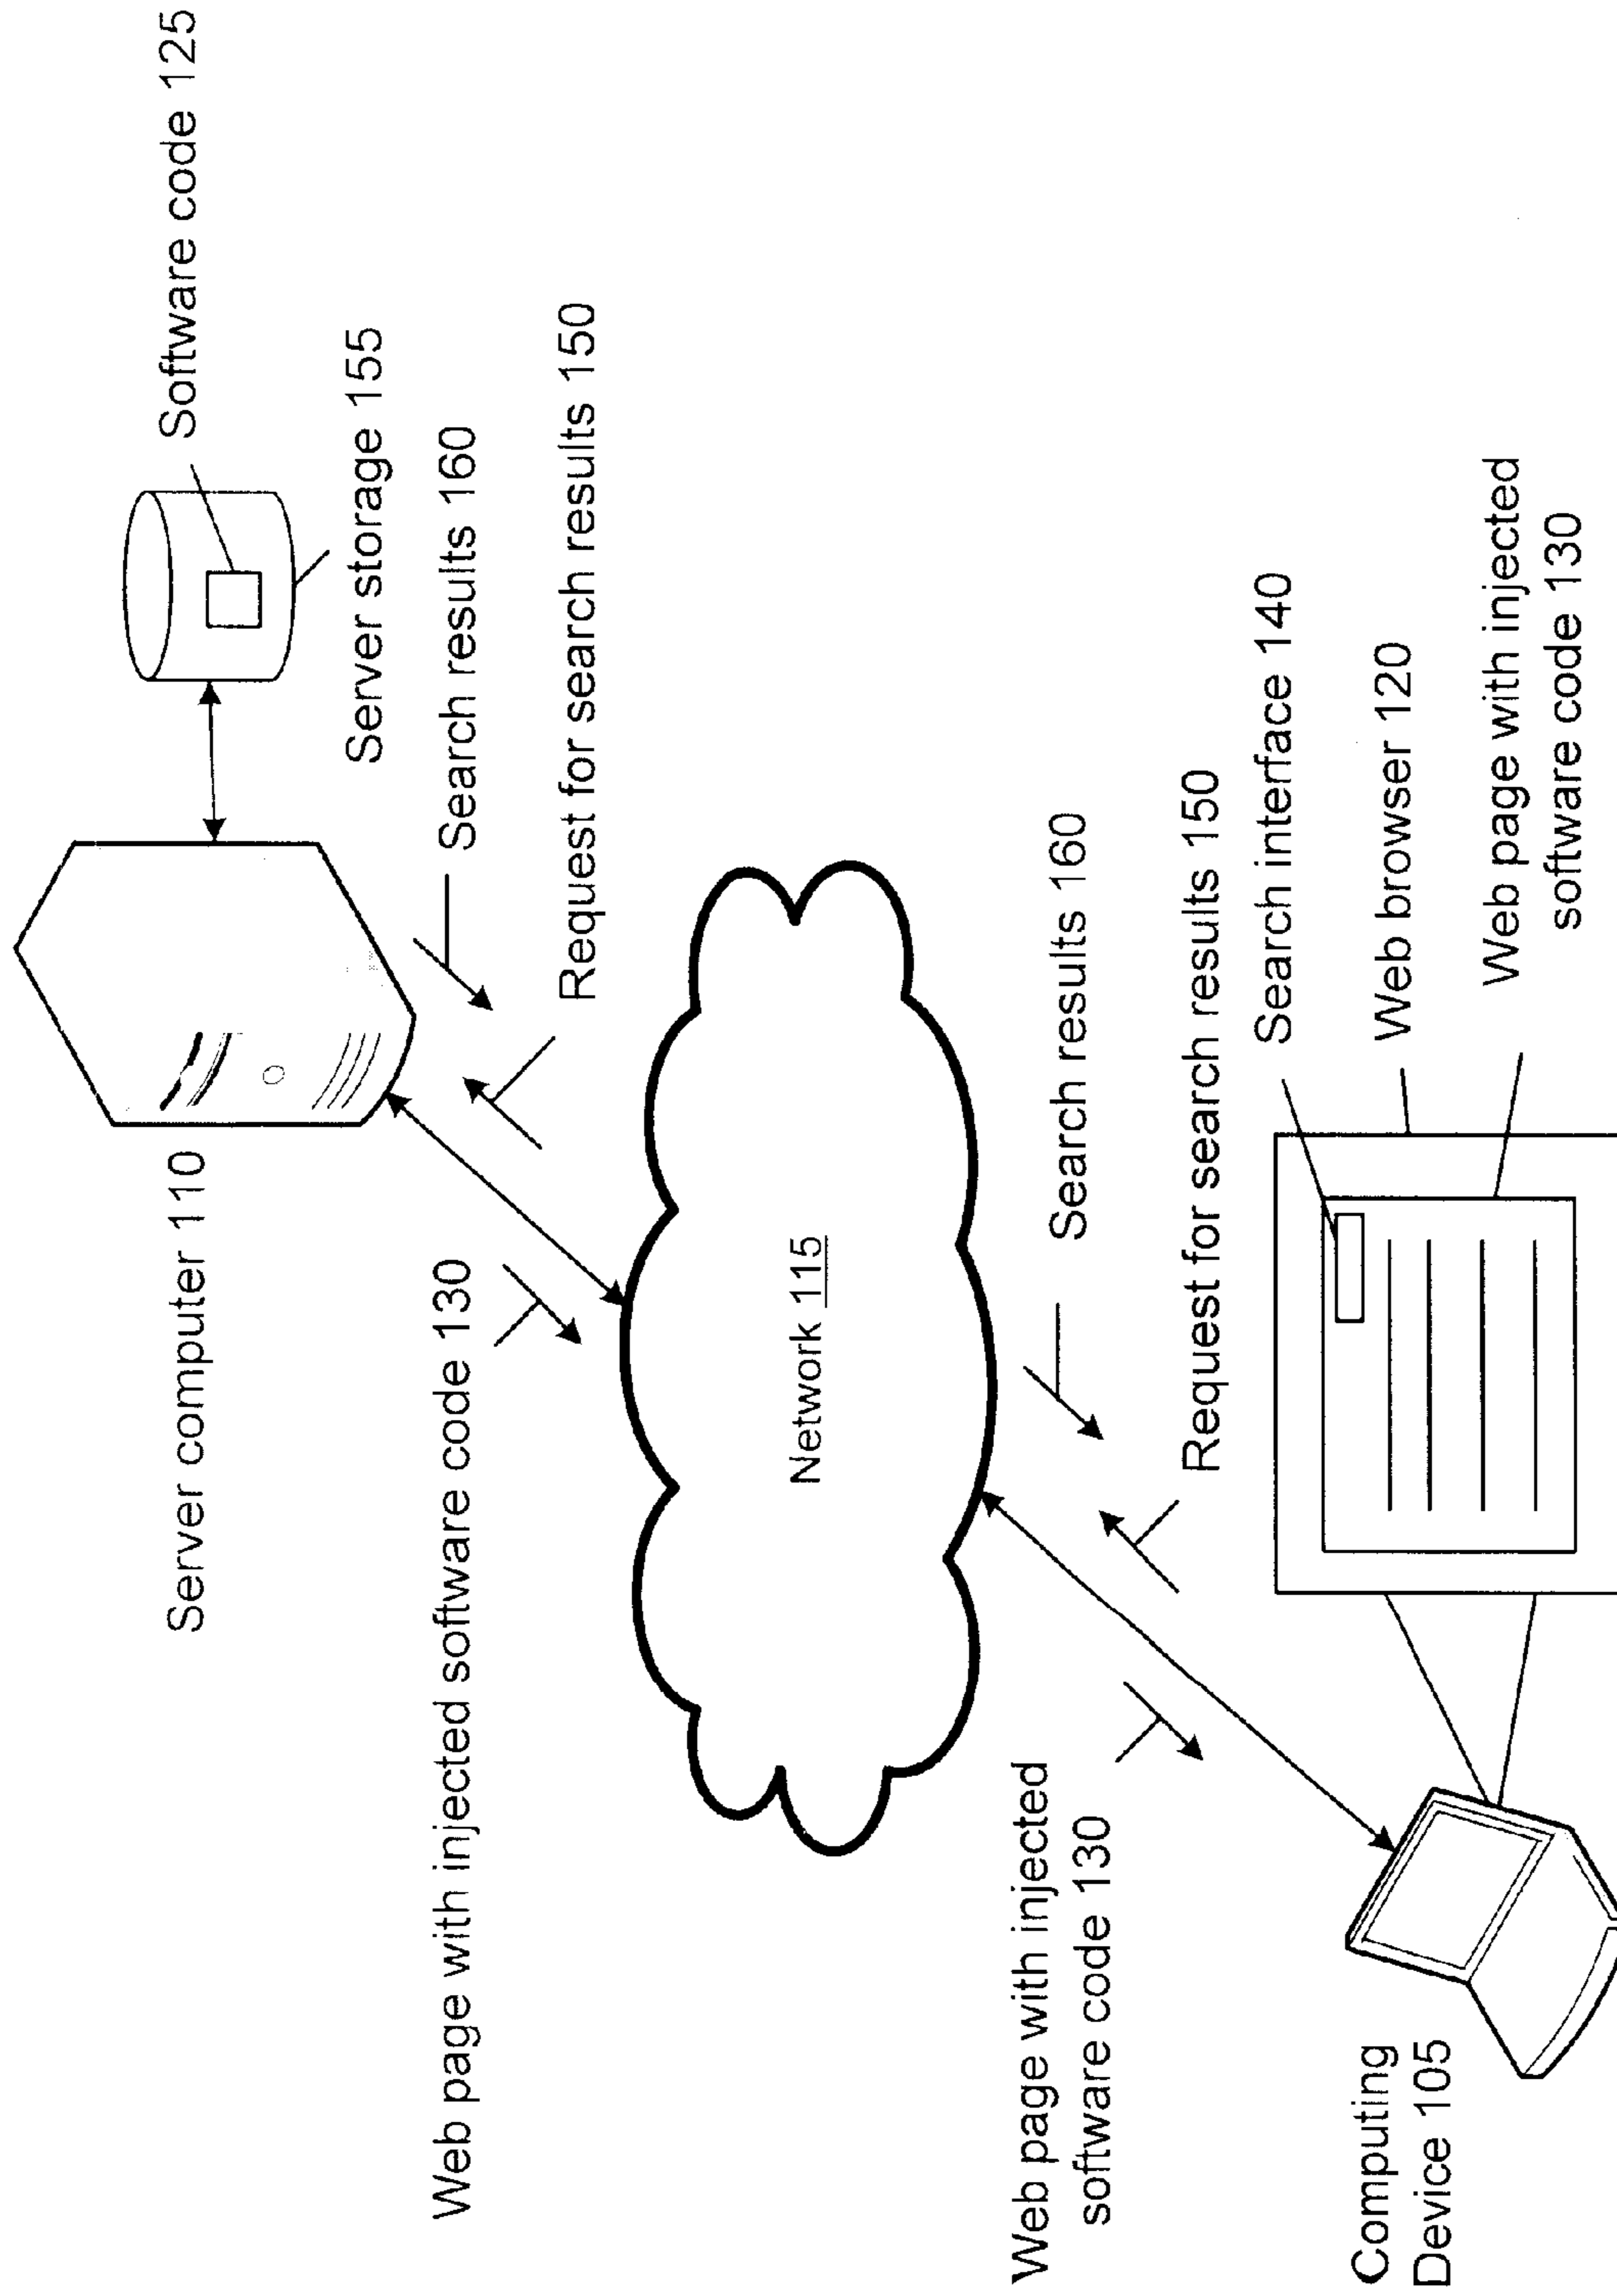 Software code 125
Server storage 155
Server computer 110
Search results 160
Request for search results 150
Web page with injected software code 130
Network 115
Search results 160
Request for search results 150
Web page with injected
software code 130
Search interface 140
Web browser 120
Web page with injected
software code 130
Computing
Device 105